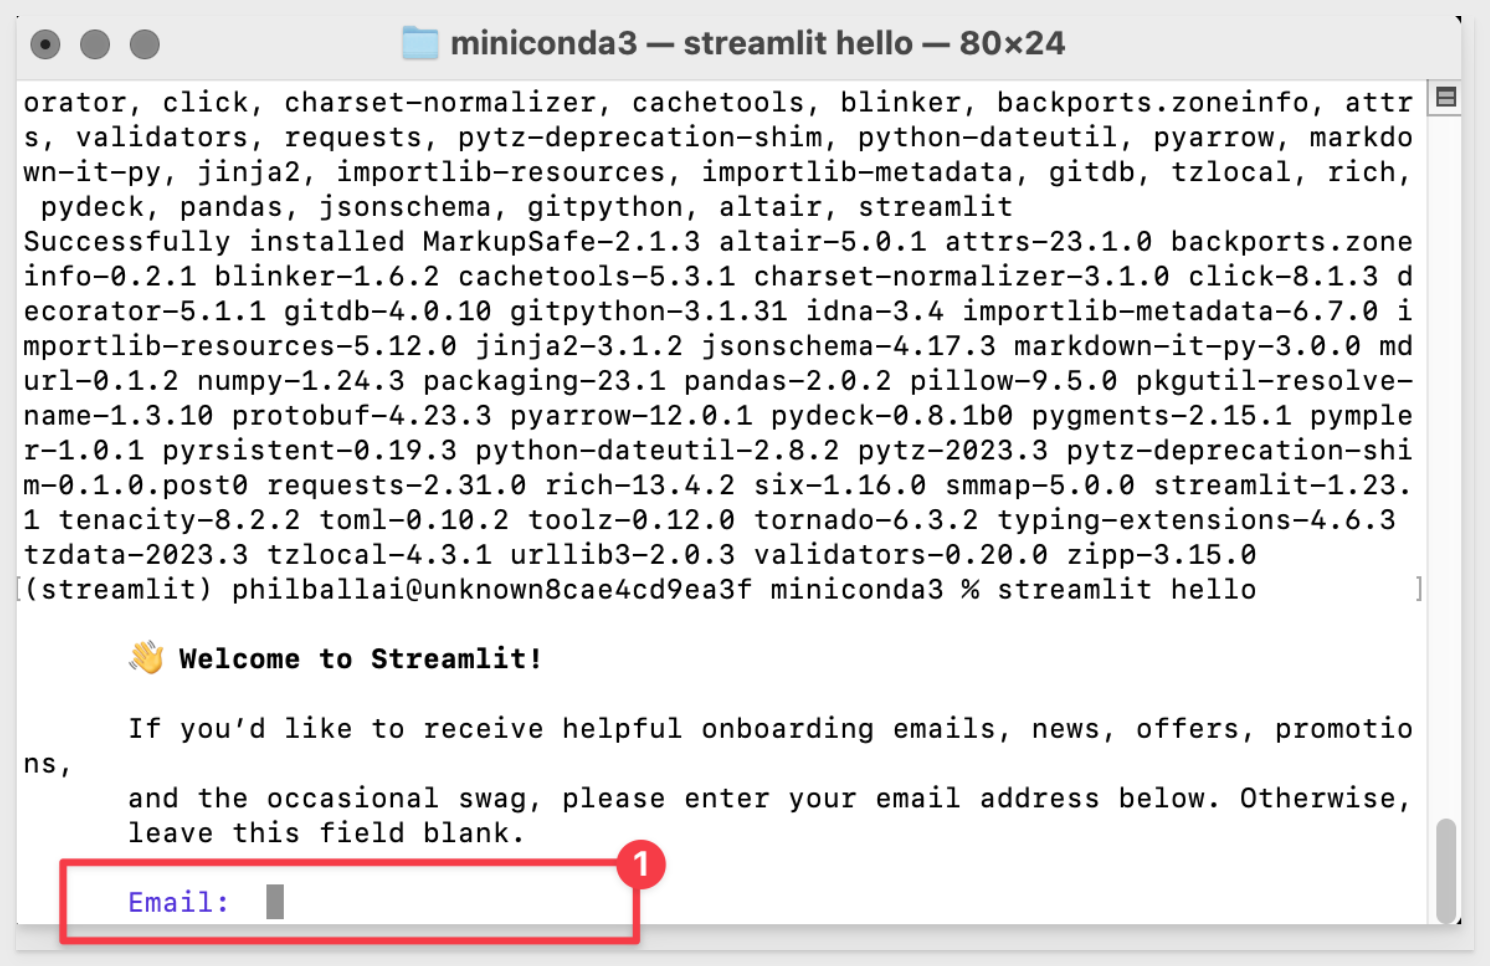 miniconda3 — streamlit hello — 80×24
orator, click, charset-normalizer, cachetools, blinker, backports.zoneinfo, attr
s, validators, requests, pytz-deprecation-shim, python-dateutil, pyarrow, markdo
wn-it-py, jinja2, importlib-resources, importlib-metadata, gitdb, tzlocal, rich,
 pydeck, pandas, jsonschema, gitpython, altair, streamlit
Successfully installed MarkupSafe-2.1.3 altair-5.0.1 attrs-23.1.0 backports.zone
info-0.2.1 blinker-1.6.2 cachetools-5.3.1 charset-normalizer-3.1.0 click-8.1.3 d
ecorator-5.1.1 gitdb-4.0.10 gitpython-3.1.31 idna-3.4 importlib-metadata-6.7.0 i
mportlib-resources-5.12.0 jinja2-3.1.2 jsonschema-4.17.3 markdown-it-py-3.0.0 md
url-0.1.2 numpy-1.24.3 packaging-23.1 pandas-2.0.2 pillow-9.5.0 pkgutil-resolve-
name-1.3.10 protobuf-4.23.3 pyarrow-12.0.1 pydeck-0.8.1b0 pygments-2.15.1 pymple
r-1.0.1 pyrsistent-0.19.3 python-dateutil-2.8.2 pytz-2023.3 pytz-deprecation-shi
m-0.1.0.post0 requests-2.31.0 rich-13.4.2 six-1.16.0 smmap-5.0.0 streamlit-1.23.
1 tenacity-8.2.2 toml-0.10.2 toolz-0.12.0 tornado-6.3.2 typing-extensions-4.6.3
tzdata-2023.3 tzlocal-4.3.1 urllib3-2.0.3 validators-0.20.0 zipp-3.15.0
[(streamlit) philballai@unknown8cae4cd9ea3f miniconda3 % streamlit hello ]
👋 Welcome to Streamlit!
If you’d like to receive helpful onboarding emails, news, offers, promotio
ns,
and the occasional swag, please enter your email address below. Otherwise,
leave this field blank.
1
Email: